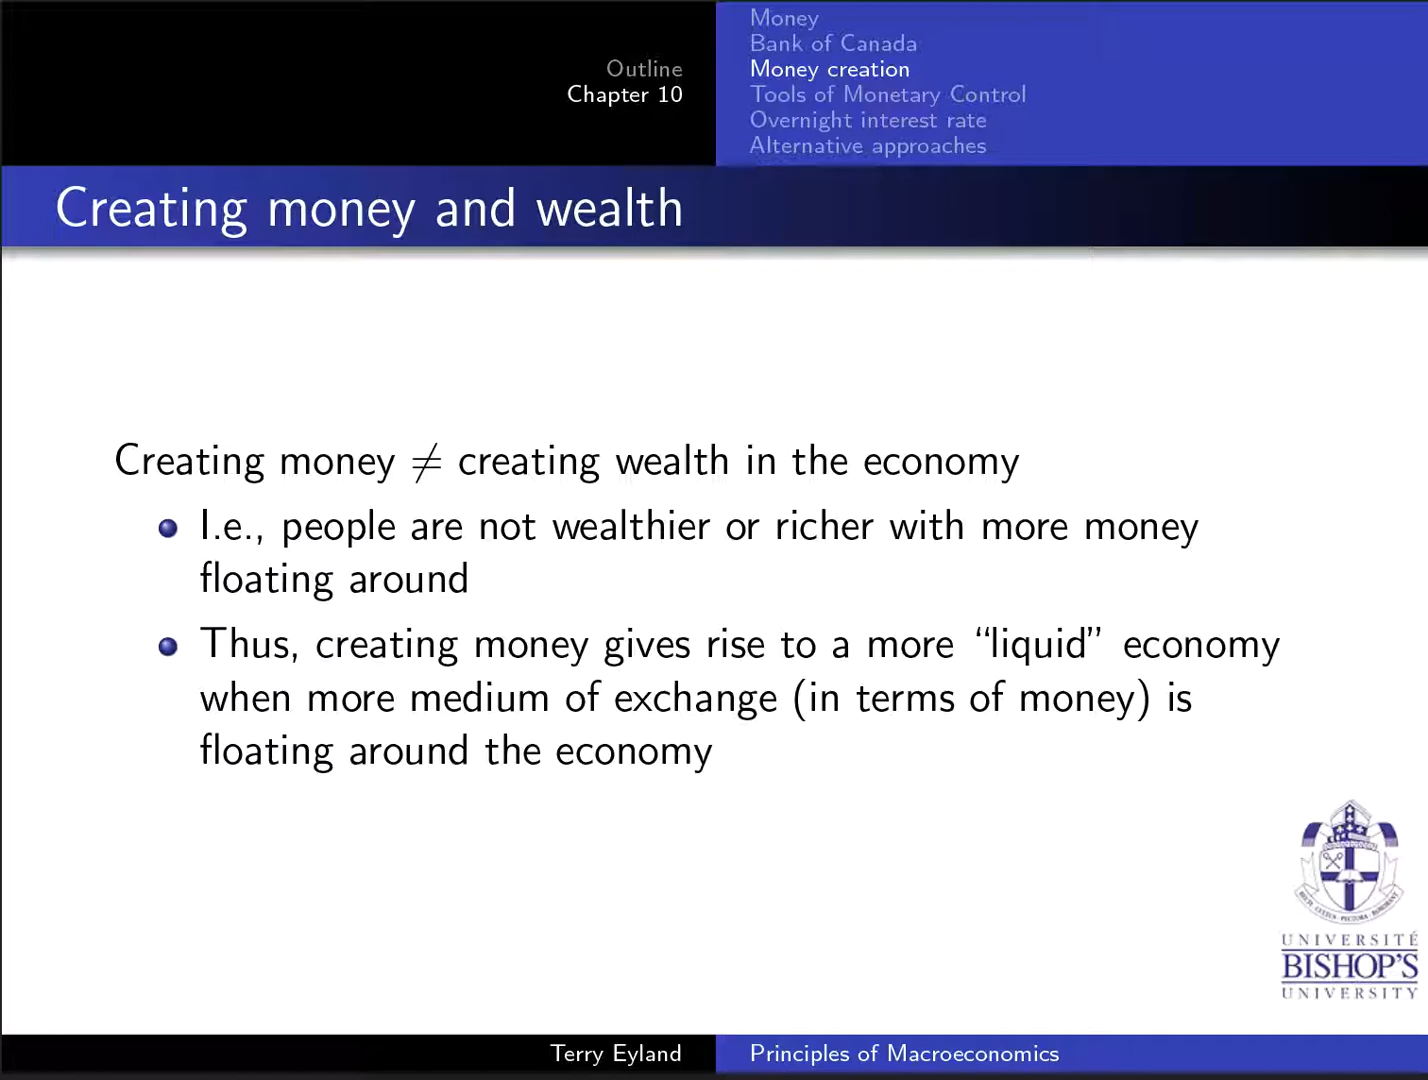 Outline
Chapter 10
Money
Bank of Canada
Money creation
Tools of Monetary Control
Overnight interest rate
Alternative approaches
Creating money and wealth
Creating money ≠ creating wealth in the economy
I.e., people are not wealthier or richer with more money
floating around
Thus, creating money gives rise to a more “liquid” economy
when more medium of exchange (in terms of money) is
floating around the economy
UNIVERSITÉ
BISHOP'S
UNIVERSITY
Terry Eyland
Principles of Macroeconomics